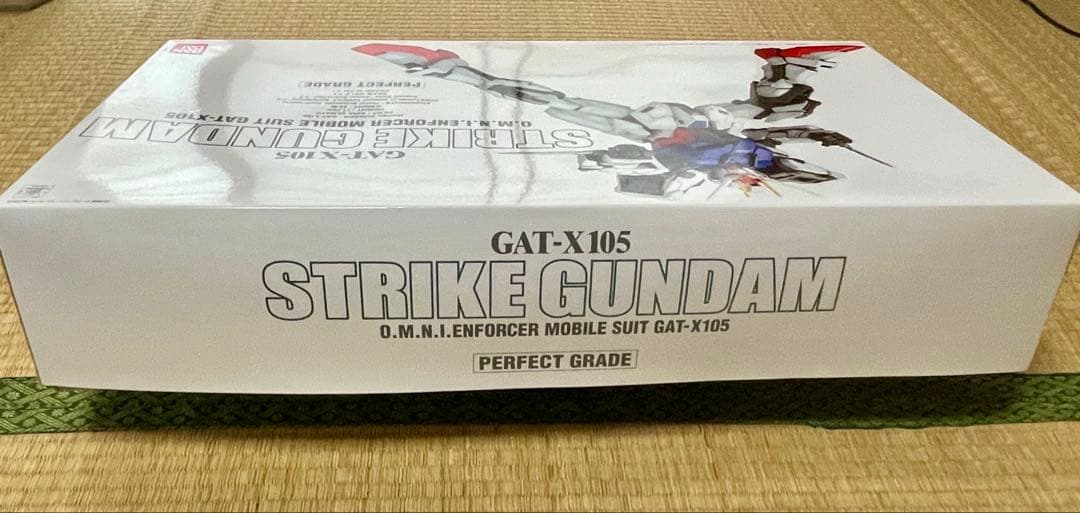 GAT-X105
STRIKE GUNDAM
O.M.N.I.ENFORCER MOBILE SUIT GAT-X105
PERFECT GRADE
GAT-X105
STRIKE GUNDAM
O.M.N.I.ENFORCER MOBILE SUIT GAT-X105
[PERFECT GRADE]